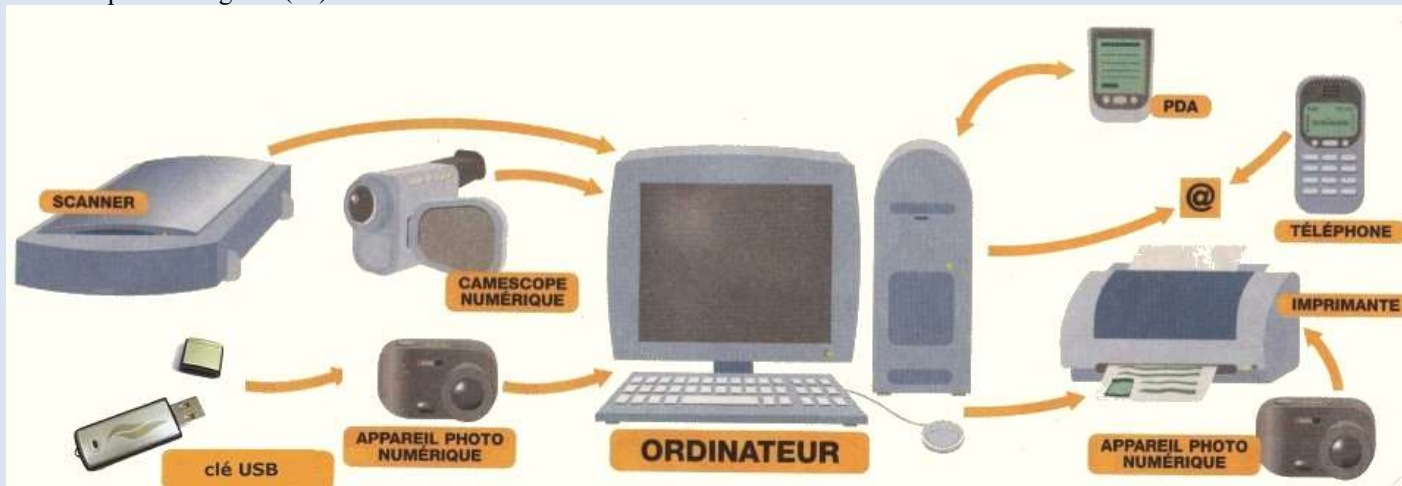 PDA
SCANNER
@
TÉLÉPHONE
CAMESCOPE
NUMÉRIQUE
IMPRIMANTE
APPAREIL PHOTO
NUMÉRIQUE
ORDINATEUR
APPAREIL PHOTO
NUMÉRIQUE
clé USB